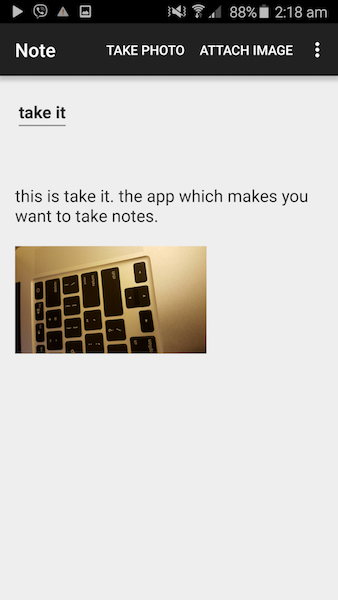 88% 2:18 am
Note TAKE PHOTO ATTACH IMAGE
take it
this is take it. the app which makes you
want to take notes.